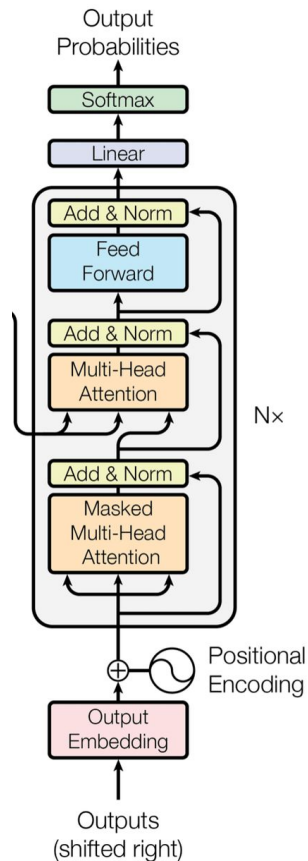 Output
Probabilities
Softmax
Linear
Add & Norm
Feed
Forward
Add & Norm
Multi-Head
Attention
N×
Add & Norm
Masked
Multi-Head
Attention
Positional
Encoding
Output
Embedding
Outputs
(shifted right)